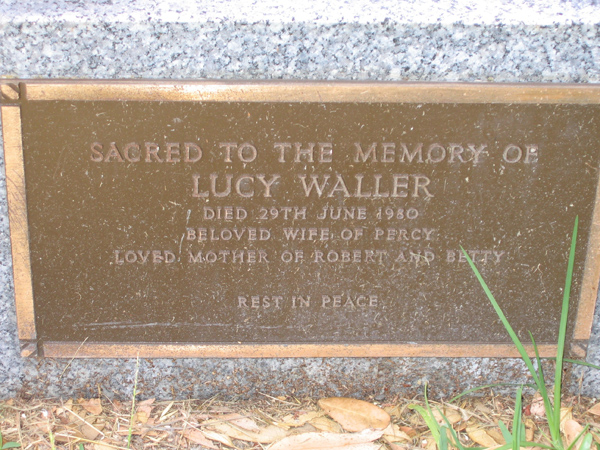 SACRED TO THE MEMORY OF
LUCY WALLER
DIED 29TH JUNE 1980
BELOVED WIFE OF PERCY
LOVED MOTHER OF ROBERT AND BETTY
REST IN PEACE